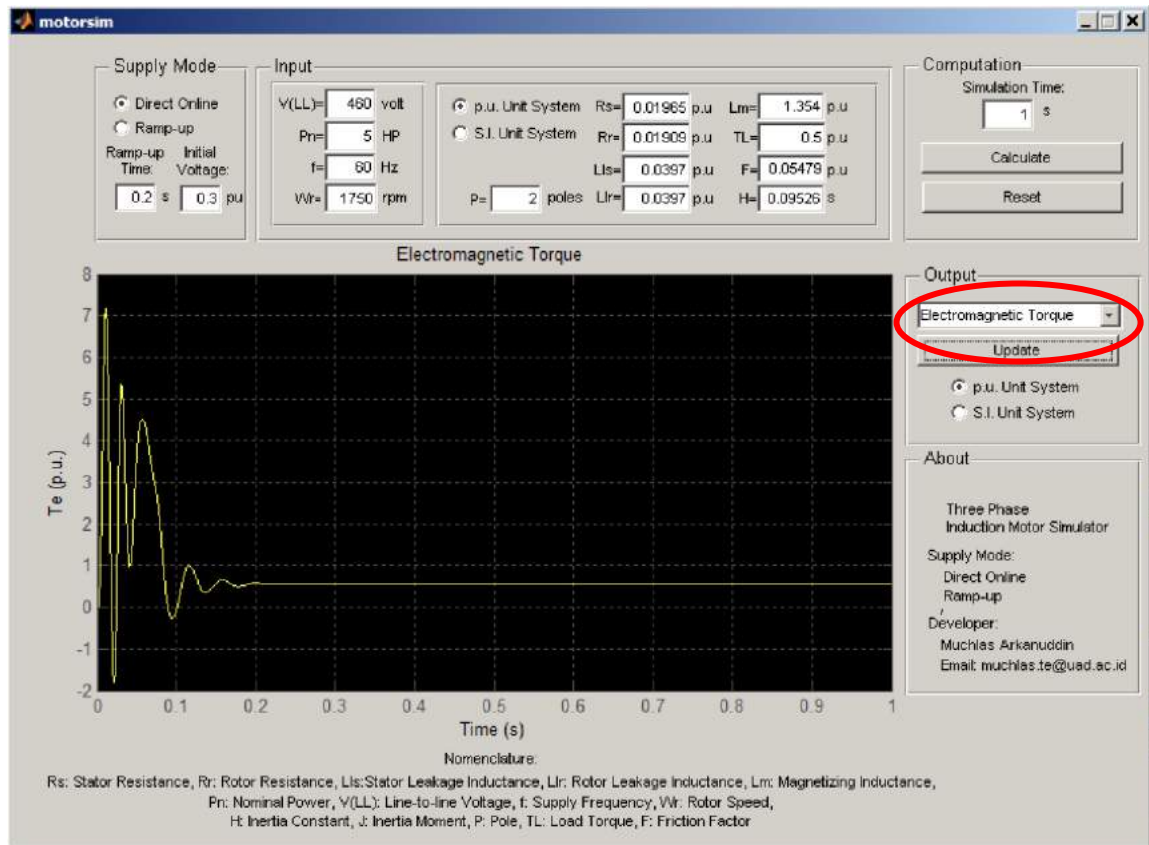 motorsim
Supply Mode
Direct Online
Ramp-up
Ramp-up Time:
0.2 s
Initial Voltage:
0.3 pu
Input
V(LL)= 460 volt
Pn= 5 HP
f= 60 Hz
Wr= 1750 rpm
p.u. Unit System
S.I. Unit System
P= 2 poles
Rs= 0.01965 p.u
Rr= 0.01909 p.u
Lls= 0.0397 p.u
Llr= 0.0397 p.u
Lm= 1.354 p.u
TL= 0.5 p.u
F= 0.05479 p.u
H= 0.09526 s
Computation
Simulation Time:
1 s
Calculate
Reset
Electromagnetic Torque
8
7
6
5
4
3
2
1
0
-1
-2
Te (p.u.)
0 0.1 0.2 0.3 0.4 0.5 0.6 0.7 0.8 0.9 1
Time (s)
Output
Electromagnetic Torque
Update
p.u. Unit System
S.I. Unit System
About
Three Phase
Induction Motor Simulator
Supply Mode:
Direct Online
Ramp-up
,
Developer:
Muchlas Arkanuddin
Email: muchlas.te@uad.ac.id
Nomenclature:
Rs: Stator Resistance, Rr: Rotor Resistance, Lls:Stator Leakage Inductance, Llr: Rotor Leakage Inductance, Lm: Magnetizing Inductance,
Pn: Nominal Power, V(LL): Line-to-line Voltage, f: Supply Frequency, Wr: Rotor Speed,
H: Inertia Constant, J: Inertia Moment, P: Pole, TL: Load Torque, F: Friction Factor